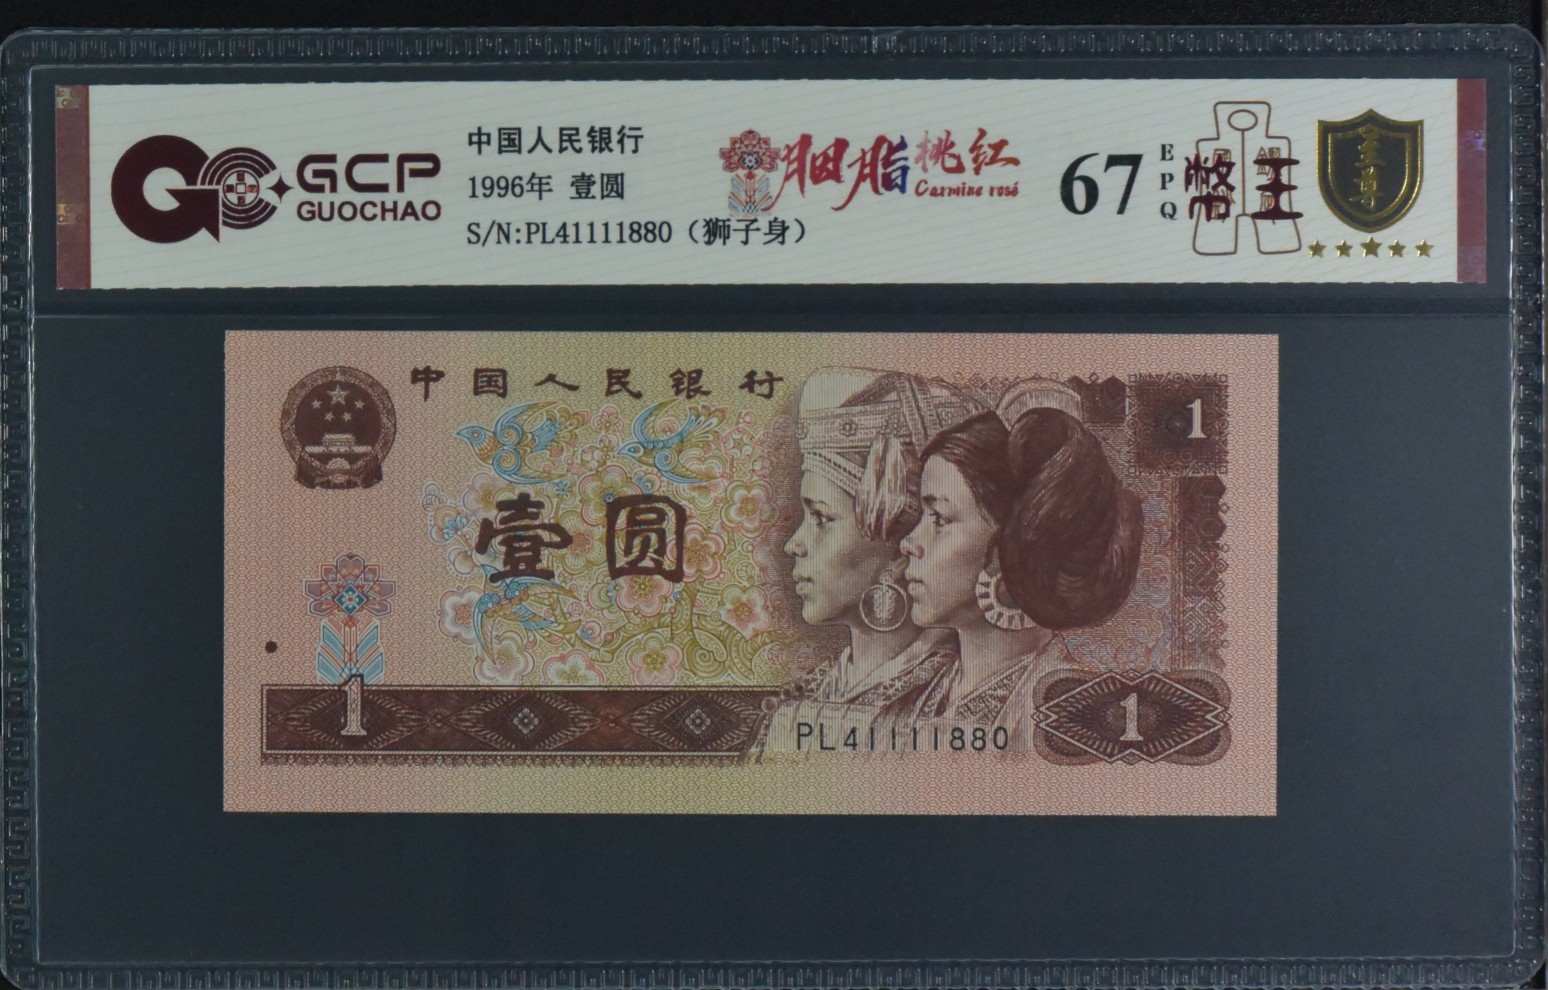 GCP
GUOCHAO
中国人民银行
1996年 壹圆
S/N:PL41111880（狮子身）
胭脂桃红
Carmine rosé
67
EPQ
至尊
中国人民银行
1
壹圆
1
PL41111880
1